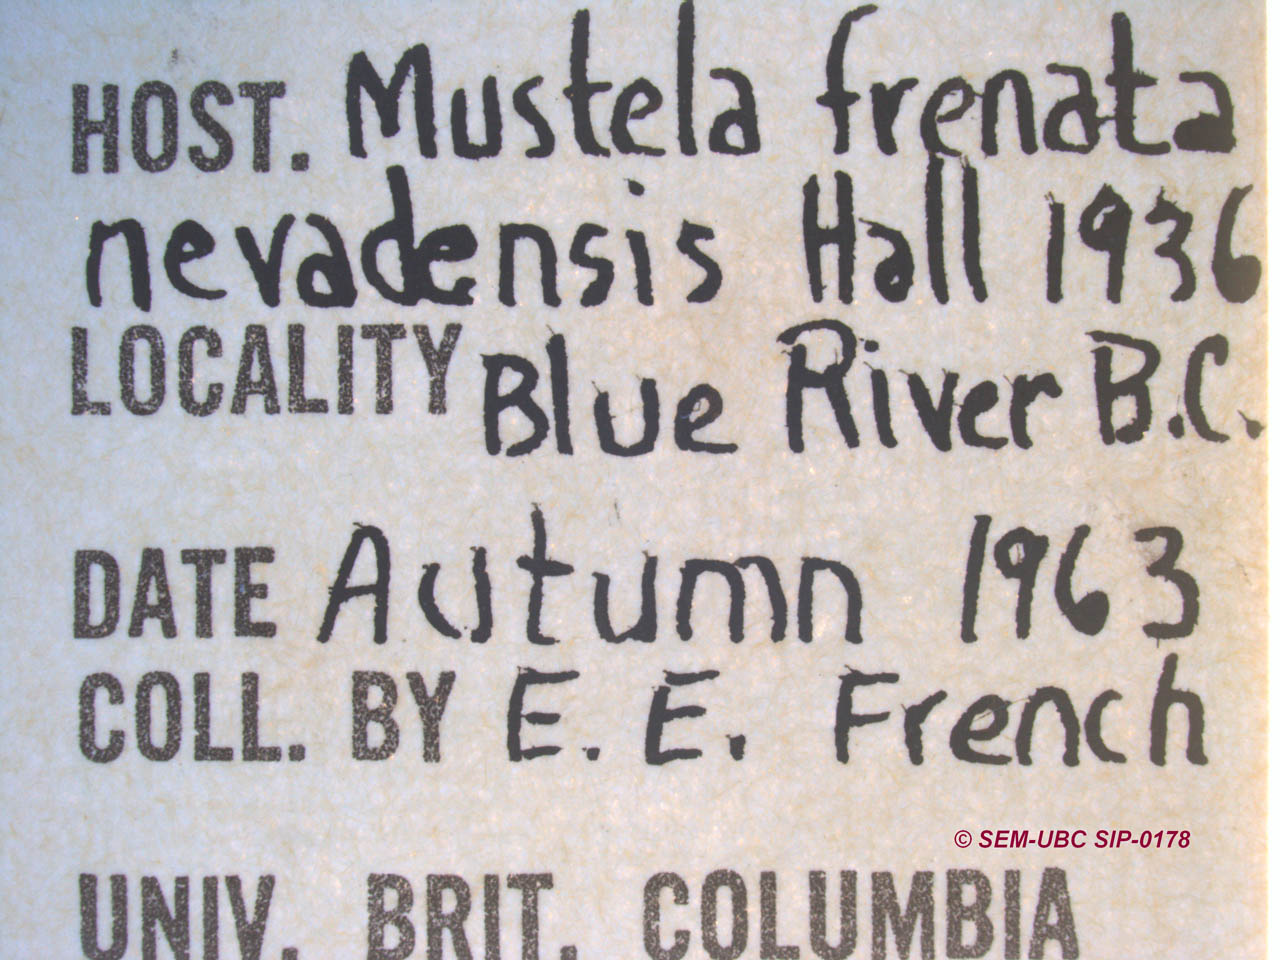 HOST. Mustela frenata
nevadensis Hall 1936
LOCALITY Blue River B.C.
DATE Autumn 1963
COLL. BY E. E. French
© SEM-UBC SIP-0178
UNIV. BRIT. COLUMBIA